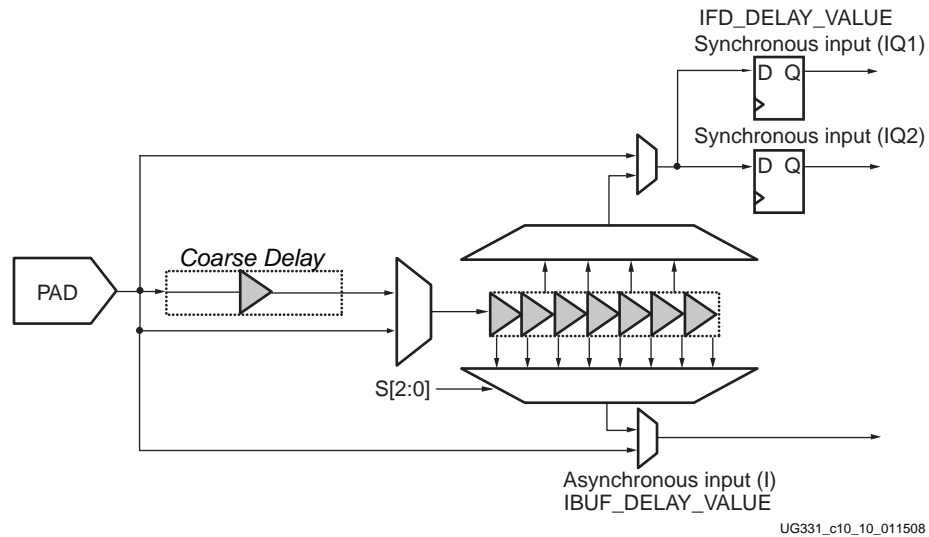 IFD_DELAY_VALUE
Synchronous input (IQ1)
D Q
Synchronous input (IQ2)
D Q
Coarse Delay
PAD
S[2:0]
Asynchronous input (I)
IBUF_DELAY_VALUE
UG331_c10_10_011508